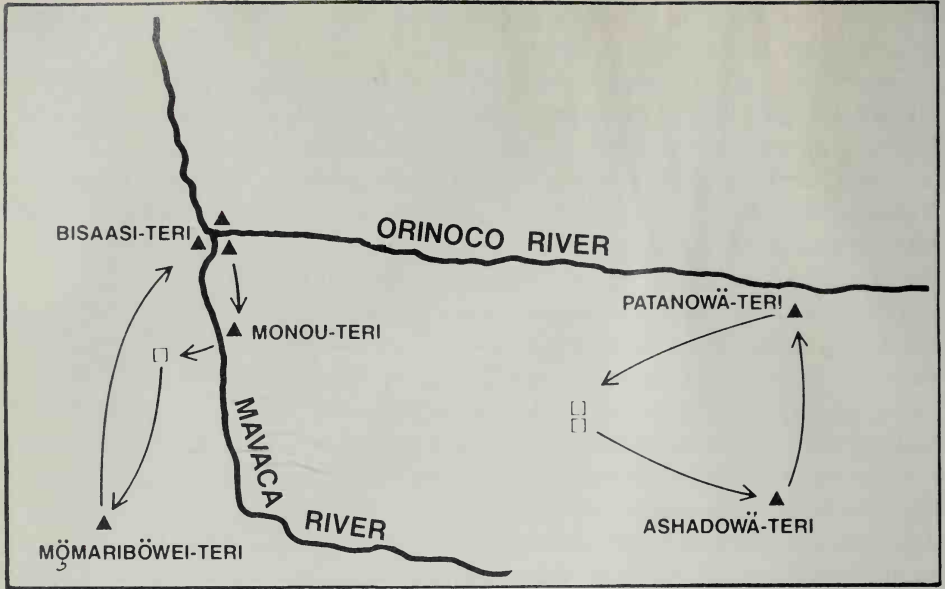 BISAASI-TERI
ORINOCO RIVER
PATANOWÄ-TERI
MONOU-TERI
MAVACA
RIVER
ASHADOWÄ-TERI
MÖMARIBÖWEI-TERI